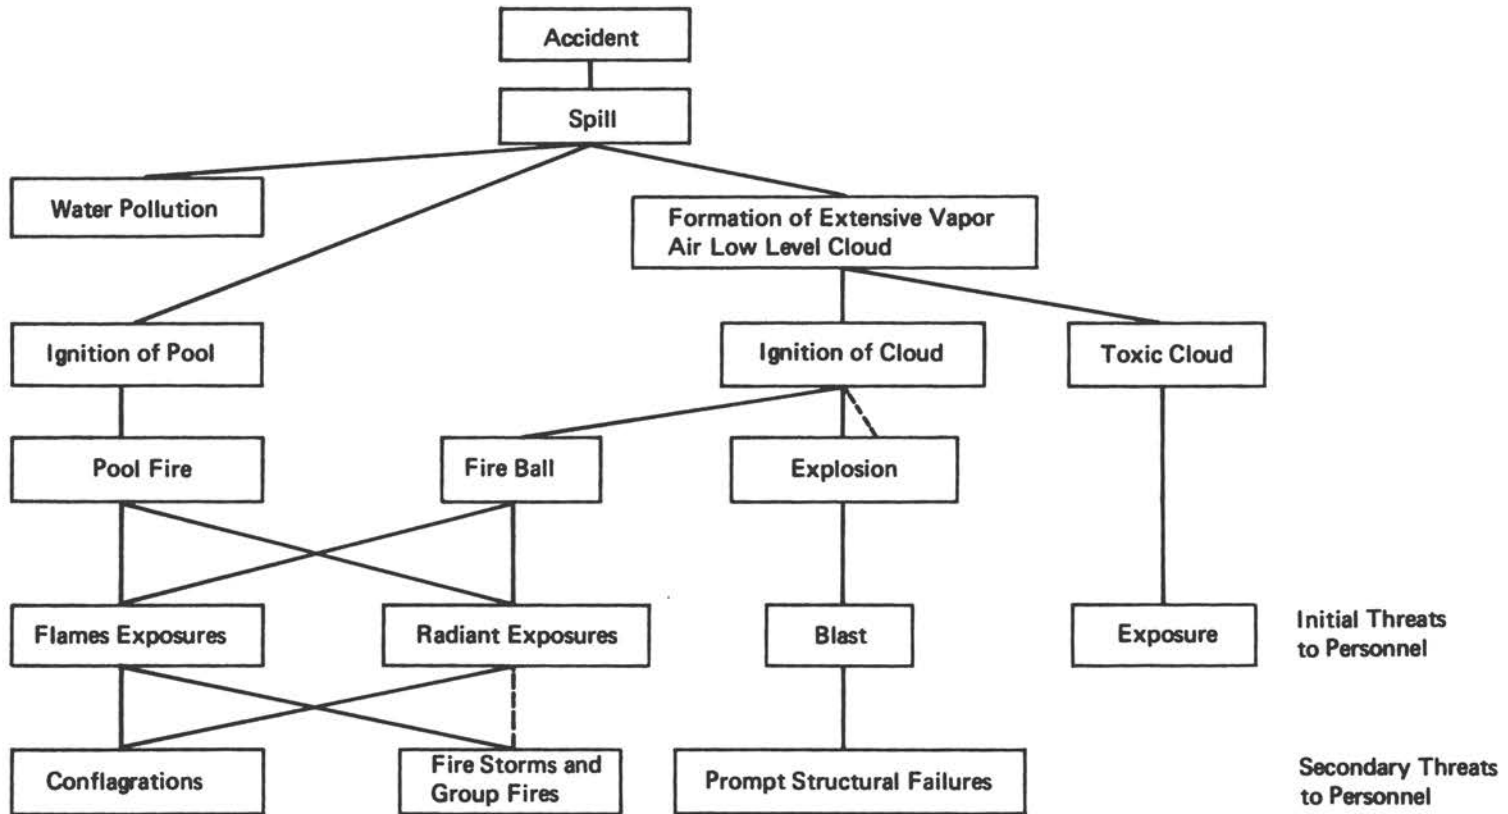 Accident
Spill
Water Pollution
Formation of Extensive Vapor
Air Low Level Cloud
Ignition of Pool
Ignition of Cloud
Toxic Cloud
Pool Fire
Fire Ball
Explosion
Flames Exposures
Radiant Exposures
Blast
Exposure
Initial Threats
to Personnel
Conflagrations
Fire Storms and
Group Fires
Prompt Structural Failures
Secondary Threats
to Personnel